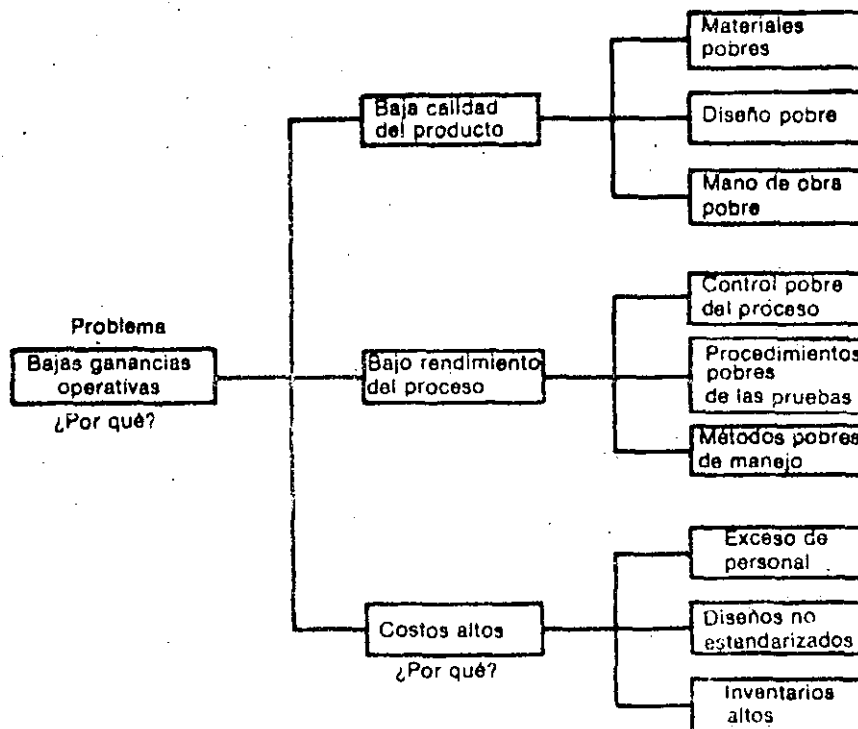 Materiales
pobres
Baja calidad
del producto
Diseño pobre
Mano de obra
pobre
Problema
Bajas ganancias
operativas
¿Por qué?
Bajo rendimiento
del proceso
Control pobre
del proceso
Procedimientos
pobres
de las pruebas
Métodos pobres
de manejo
Costos altos
¿Por qué?
Exceso de
personal
Diseños no
estandarizados
Inventarios
altos